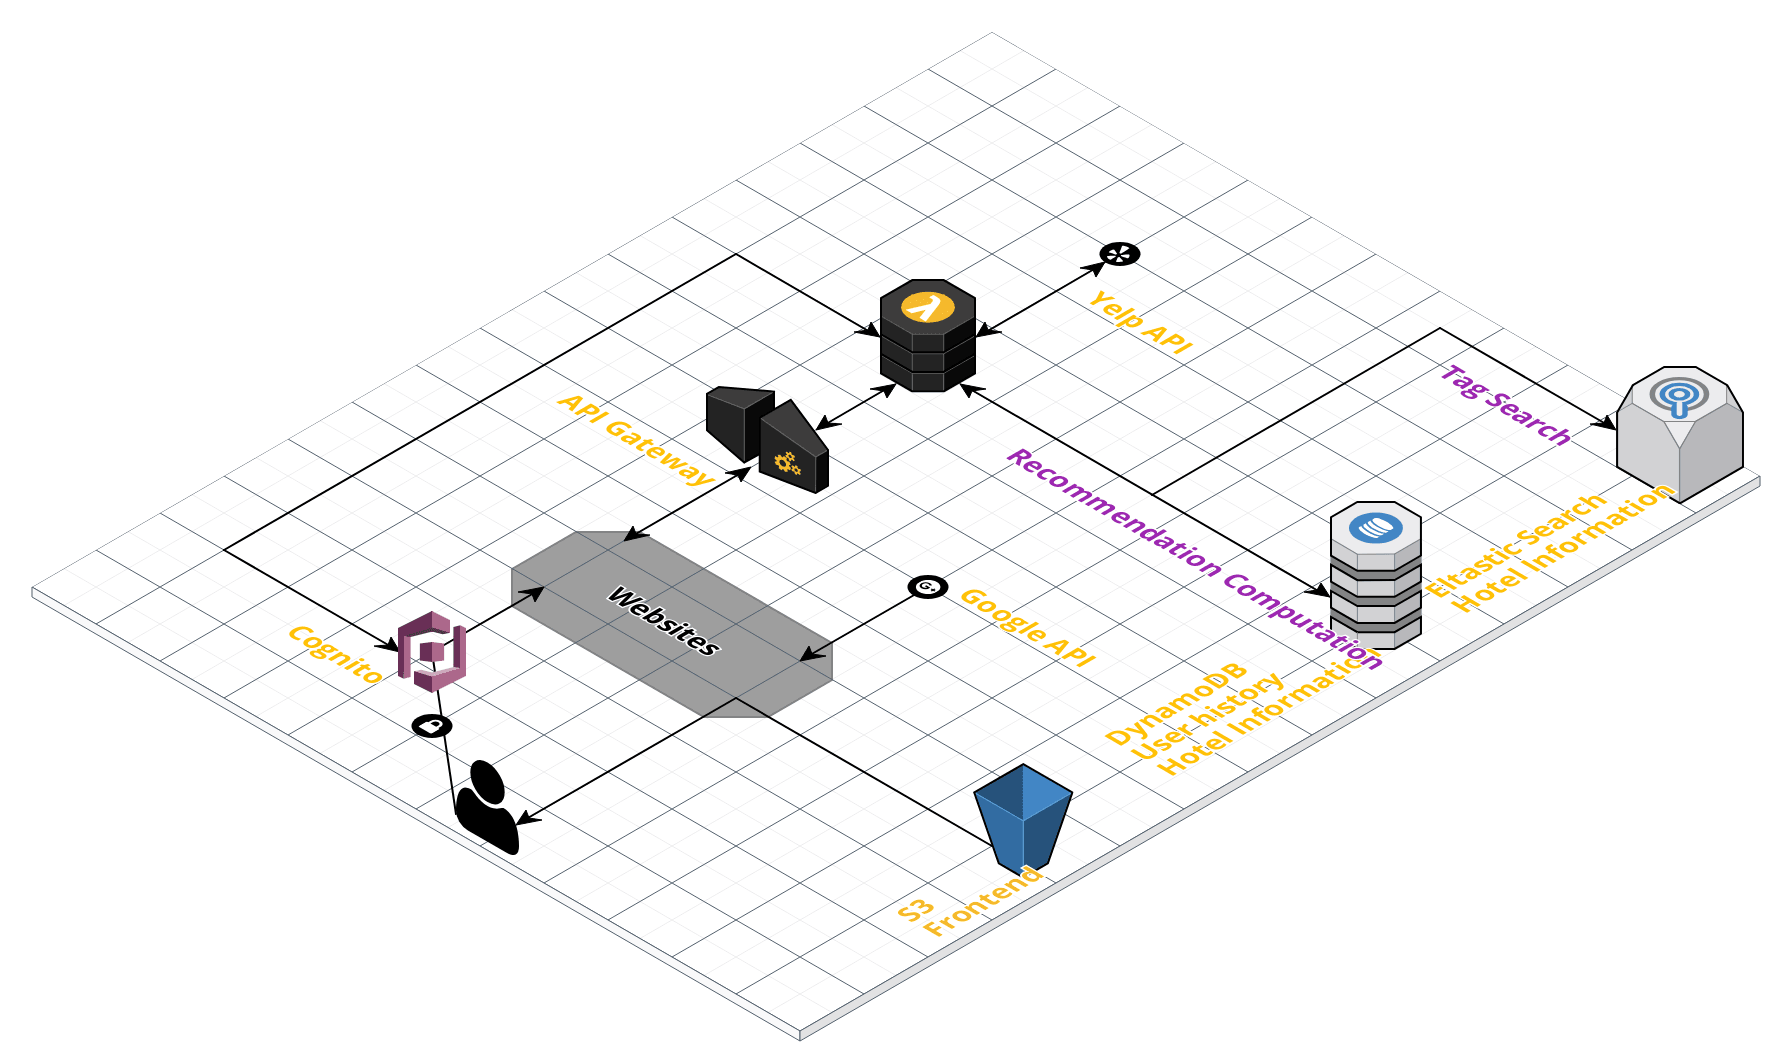 Yelp API
Tag Search
API Gateway
Recommendation Computation
Eltastic Search
Hotel Information
Websites
G+
Google API
Cognito
DynamoDB
User history
Hotel Information
S3
Frontend